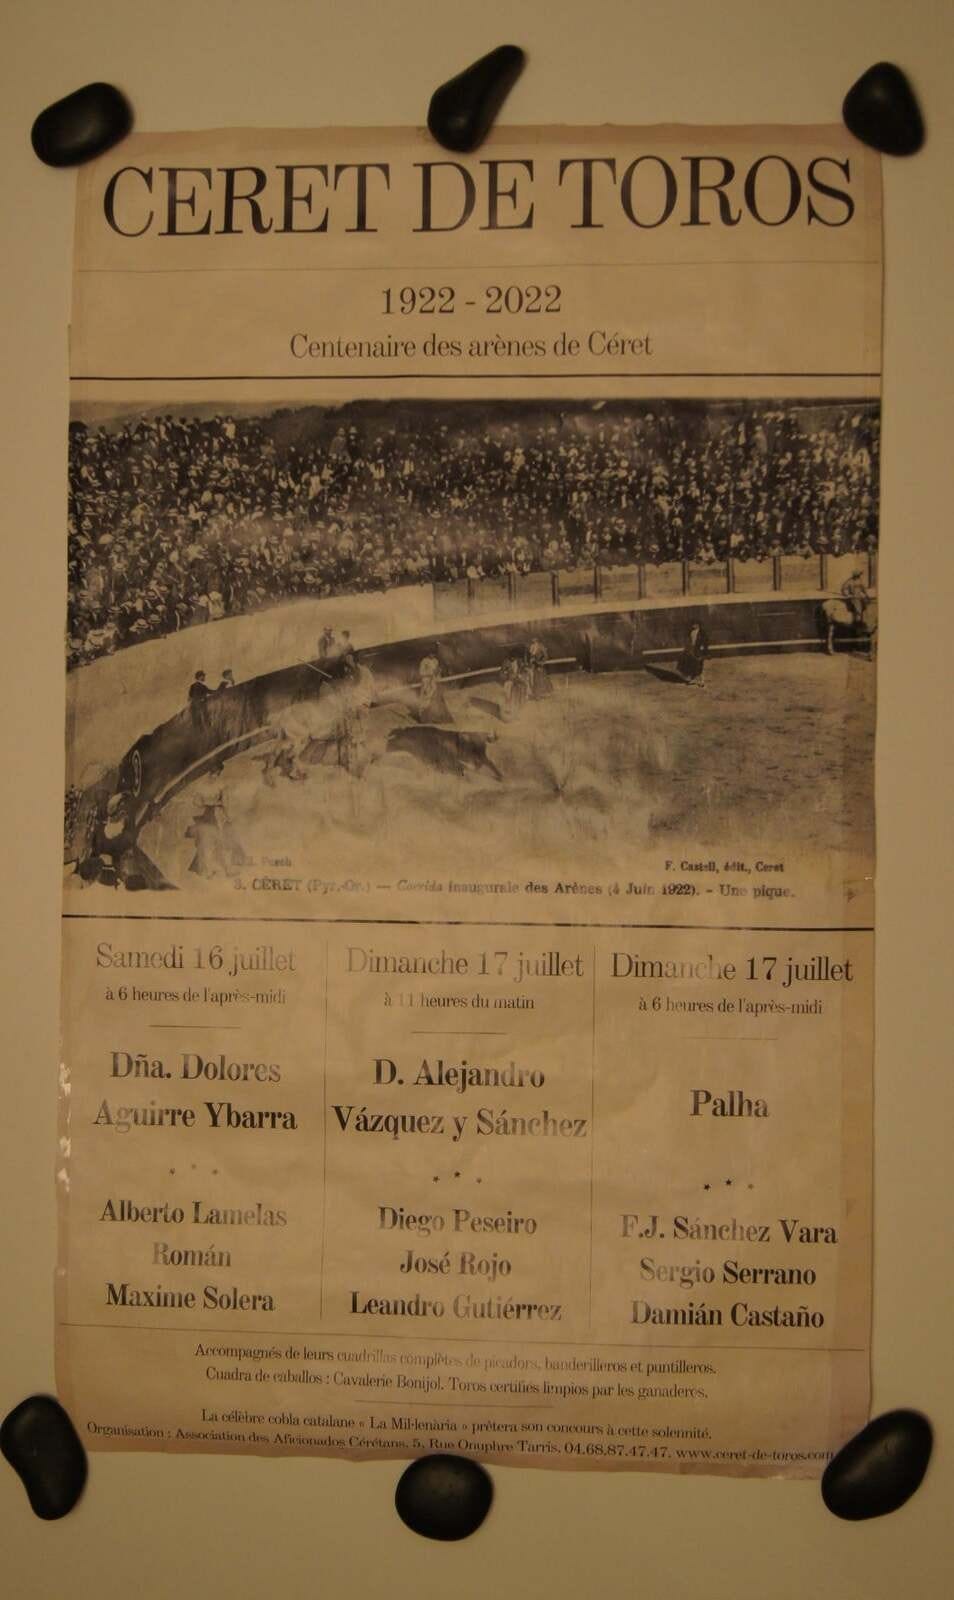 CERET DE TOROS
1922 - 2022
Centenaire des arènes de Céret
F. Castell, édit., Ceret
3. CÉRET (Pyr.-Or.) — Corrida inaugurale des Arènes (4 Juin 1922). - Une pique.
Samedi 16 juillet
à 6 heures de l'après-midi
Dña. Dolores
Aguirre Ybarra
Alberto Lamelas
Román
Maxime Solera
Dimanche 17 juillet
à 11 heures du matin
D. Alejandro
Vázquez y Sánchez
Diego Peseiro
José Rojo
Leandro Gutiérrez
Dimanche 17 juillet
à 6 heures de l'après-midi
Palha
F.J. Sánchez Vara
Sergio Serrano
Damián Castaño
Accompagnés de leurs cuadrillas complètes de picadors, banderilleros et puntilleros.
Cuadra de caballos : Cavalerie Bonijol. Toros certifiés limpios par les ganaderos.
La célèbre cobla catalane « La Mil·lenària » prêtera son concours à cette solennité.
Organisation : Association des Aficionados Cérétans, 5, Rue Onuphre Tarris, 04.68.87.47.47. www.ceret-de-toros.com